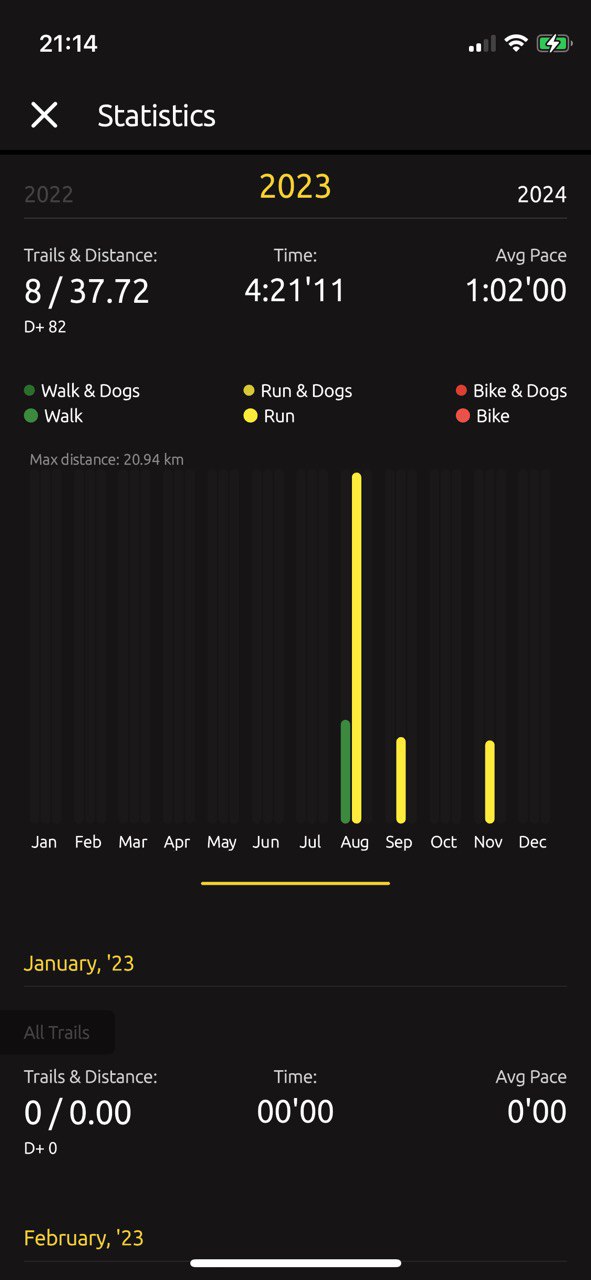 21:14
Statistics
2022 2023 2024
Trails & Distance: Time: Avg Pace
8 / 37.72 4:21'11 1:02'00
D+ 82
Walk & Dogs Run & Dogs Bike & Dogs
Walk Run Bike
Max distance: 20.94 km
Jan Feb Mar Apr May Jun Jul Aug Sep Oct Nov Dec
January, '23
All Trails
Trails & Distance: Time: Avg Pace
0 / 0.00 00'00 0'00
D+ 0
February, '23